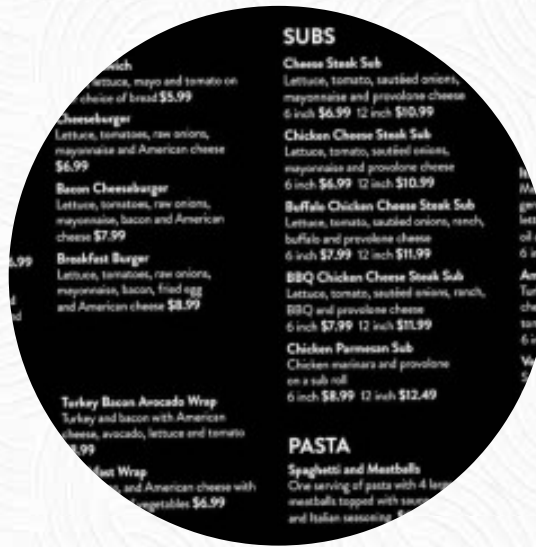 lettuce, mayo and tomato on
choice of bread $5.99
Cheeseburger
Lettuce, tomatoes, raw onions,
mayonnaise and American cheese
$6.99
Bacon Cheeseburger
Lettuce, tomatoes, raw onions,
mayonnaise, bacon and American
cheese $7.99
Breakfast Burger
Lettuce, tomatoes, raw onions,
mayonnaise, bacon, fried egg
and American cheese $8.99
Turkey Bacon Avocado Wrap
Turkey and bacon with American
cheese, avocado, lettuce and tomato
Wrap
and American cheese with
vegetables $6.99
SUBS
Cheese Steak Sub
Lettuce, tomato, sautéed onions,
mayonnaise and provolone cheese
6 inch $6.99 12 inch $10.99
Chicken Cheese Steak Sub
Lettuce, tomato, sautéed onions,
mayonnaise and provolone cheese
6 inch $6.99 12 inch $10.99
Buffalo Chicken Cheese Steak Sub
Lettuce, tomato, sautéed onions, ranch,
buffalo and provolone cheese
6 inch $7.99 12 inch $11.99
BBQ Chicken Cheese Steak Sub
Lettuce, tomato, sautéed onions, ranch,
BBQ and provolone cheese
6 inch $7.99 12 inch $11.99
Chicken Parmesan Sub
Chicken marinara and provolone
on a sub roll
6 inch $8.99 12 inch $12.49
PASTA
Spaghetti and Meatballs
One serving of pasta with 4
meatballs topped with
and Italian seasoning